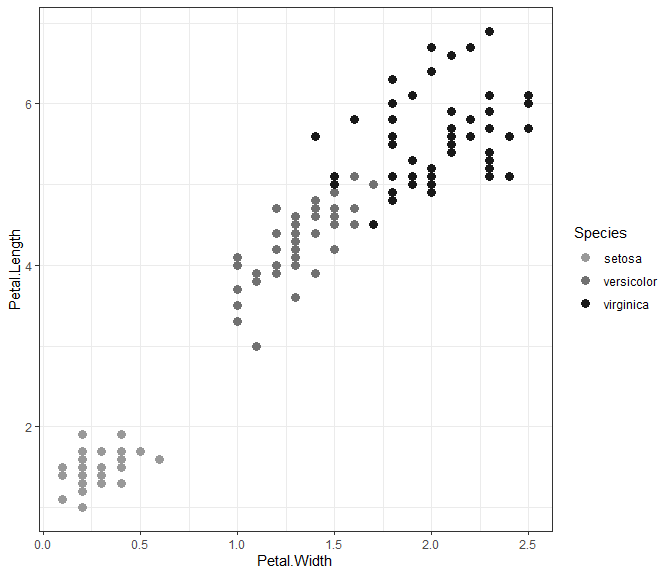 Petal.Length
6
4
2
0.0 0.5 1.0 1.5 2.0 2.5
Petal.Width
Species
setosa
versicolor
virginica